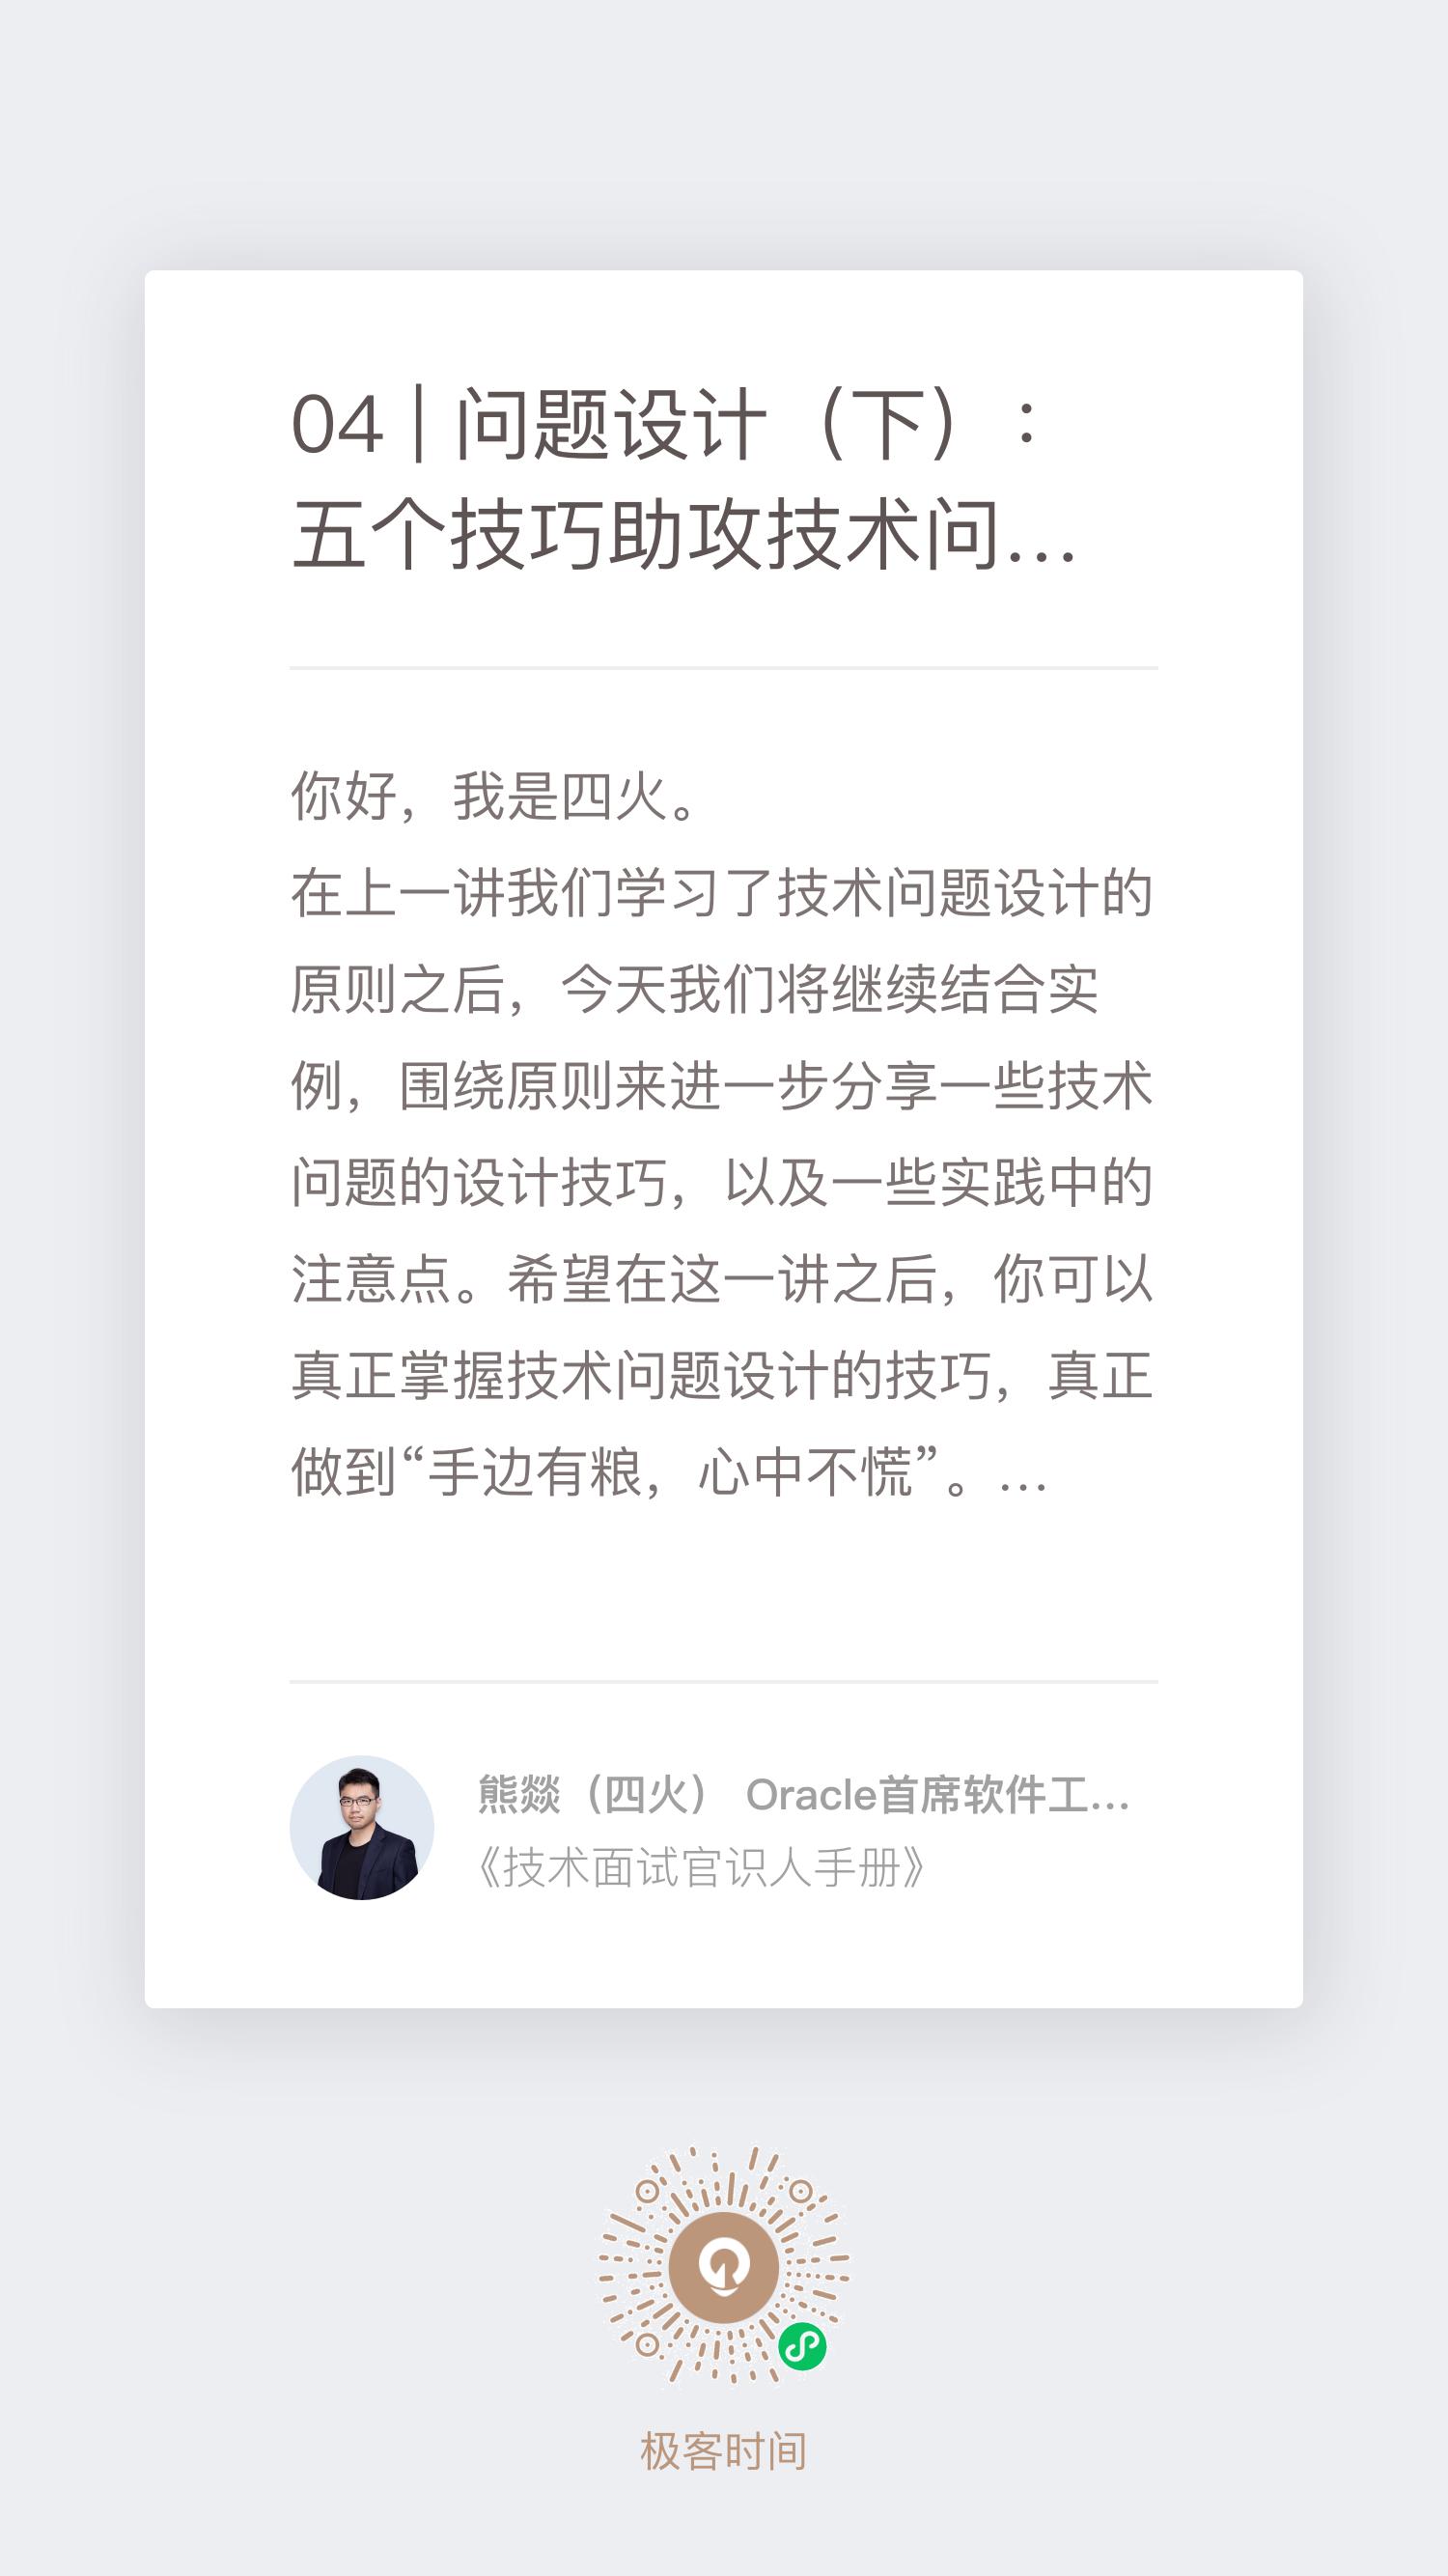 04 | 问题设计（下）：
五个技巧助攻技术问…
你好，我是四火。
在上一讲我们学习了技术问题设计的
原则之后，今天我们将继续结合实
例，围绕原则来进一步分享一些技术
问题的设计技巧，以及一些实践中的
注意点。希望在这一讲之后，你可以
真正掌握技术问题设计的技巧，真正
做到“手边有粮，心中不慌”。…
熊燚（四火） Oracle首席软件工…
《技术面试官识人手册》
极客时间